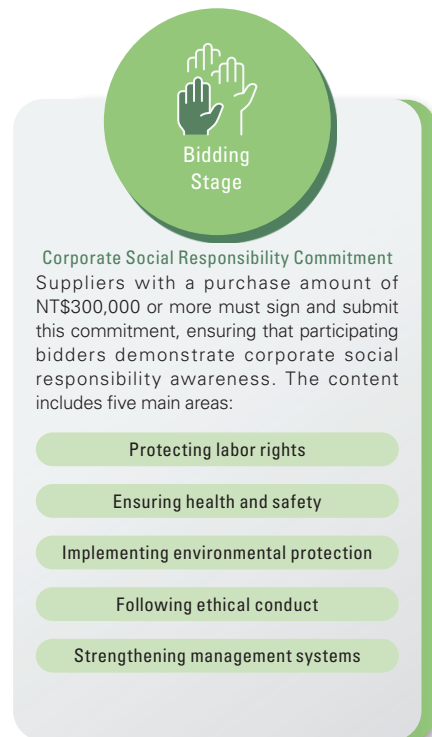 Bidding
Stage
Corporate Social Responsibility Commitment
Suppliers with a purchase amount of
NT$300,000 or more must sign and submit
this commitment, ensuring that participating
bidders demonstrate corporate social
responsibility awareness. The content
includes five main areas:
Protecting labor rights
Ensuring health and safety
Implementing environmental protection
Following ethical conduct
Strengthening management systems